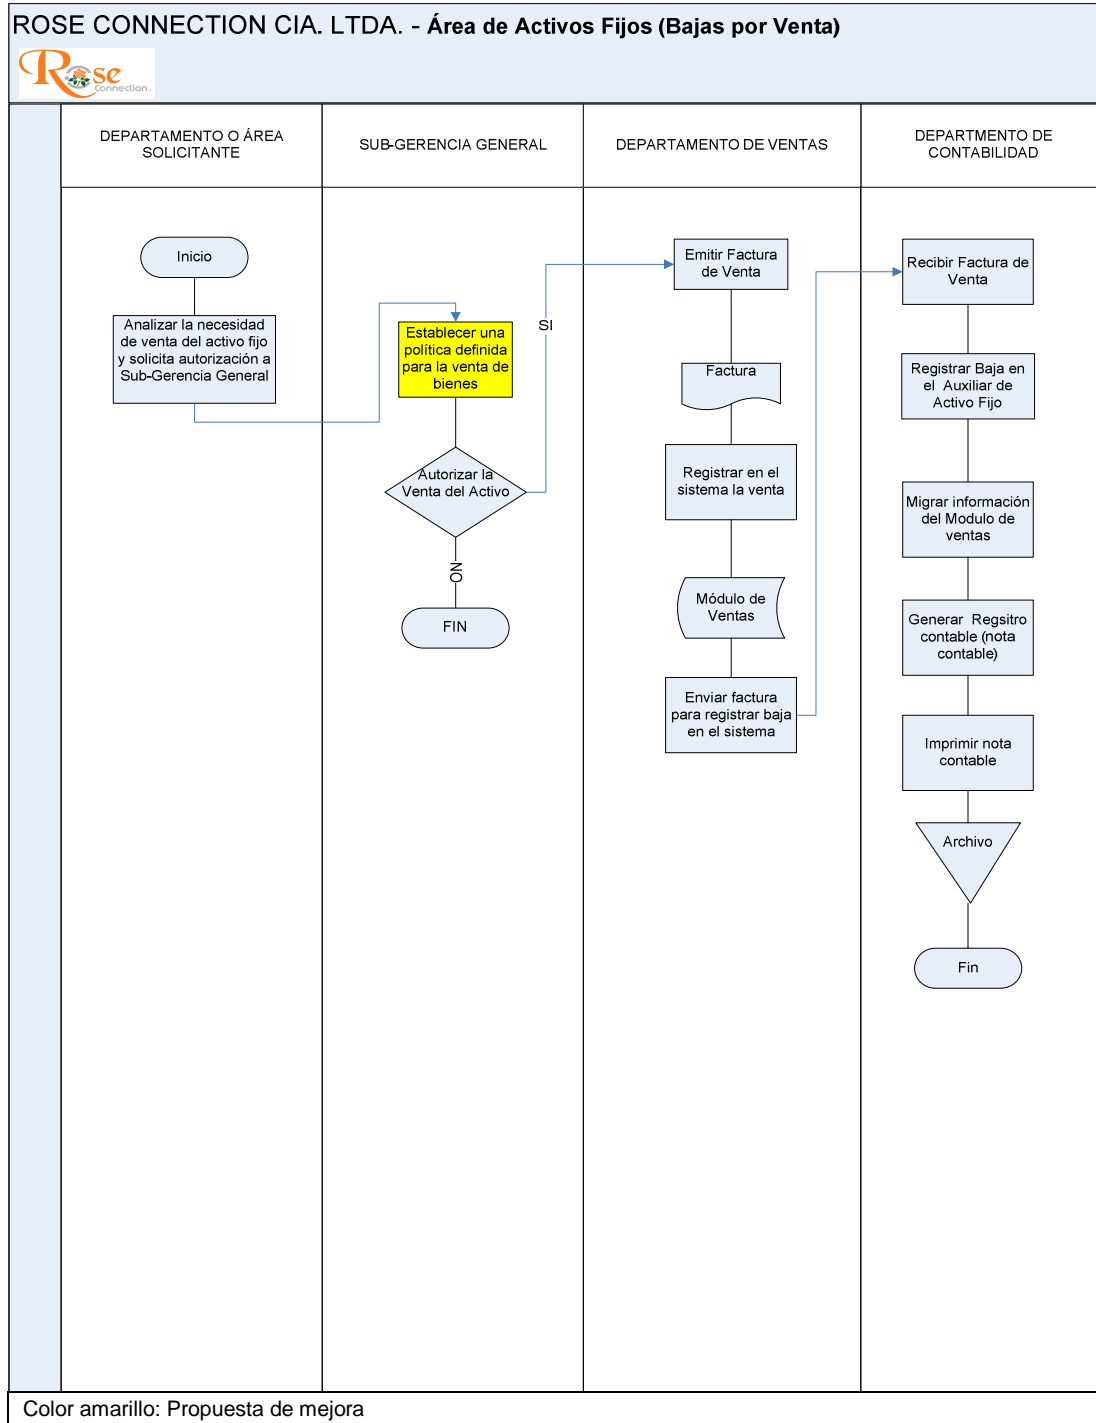 ROSE CONNECTION CIA. LTDA. - Área de Activos Fijos (Bajas por Venta)
Rose
Connection
DEPARTAMENTO O ÁREA
SOLICITANTE
SUB-GERENCIA GENERAL
DEPARTAMENTO DE VENTAS
DEPARTMENTO DE
CONTABILIDAD
Inicio
Analizar la necesidad
de venta del activo fijo
y solicita autorización a
Sub-Gerencia General
Establecer una
política definida
para la venta de
bienes
Autorizar la
Venta del Activo
SI
NO
FIN
Emitir Factura
de Venta
Factura
Registrar en el
sistema la venta
Módulo de
Ventas
Enviar factura
para registrar baja
en el sistema
Recibir Factura de
Venta
Registrar Baja en
el Auxiliar de
Activo Fijo
Migrar información
del Modulo de
ventas
Generar Regsitro
contable (nota
contable)
Imprimir nota
contable
Archivo
Fin
Color amarillo: Propuesta de mejora